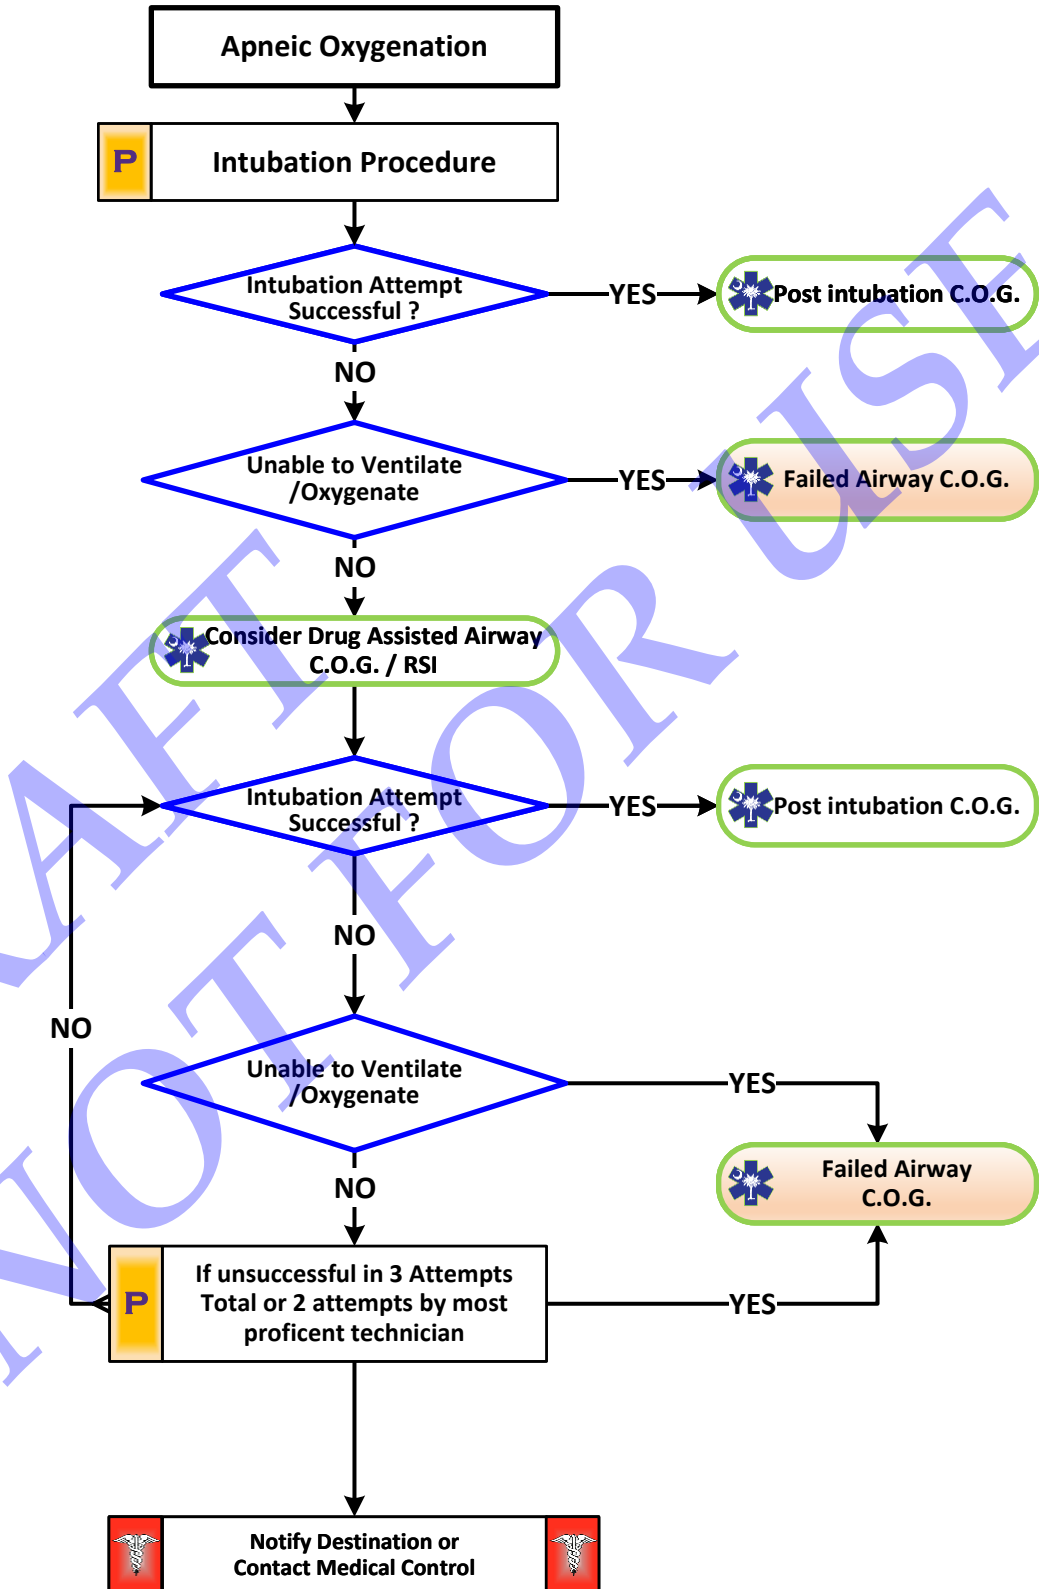 Apneic Oxygenation
P
Intubation Procedure
Intubation Attempt
Successful ?
YES
Post intubation C.O.G.
NO
Unable to Ventilate
/Oxygenate
YES
Failed Airway C.O.G.
NO
Consider Drug Assisted Airway
C.O.G. / RSI
Intubation Attempt
Successful ?
YES
Post intubation C.O.G.
NO
NO
Unable to Ventilate
/Oxygenate
YES
Failed Airway
C.O.G.
NO
P
If unsuccessful in 3 Attempts
Total or 2 attempts by most
proficent technician
YES
Notify Destination or
Contact Medical Control
RAFT
NOT FOR USE